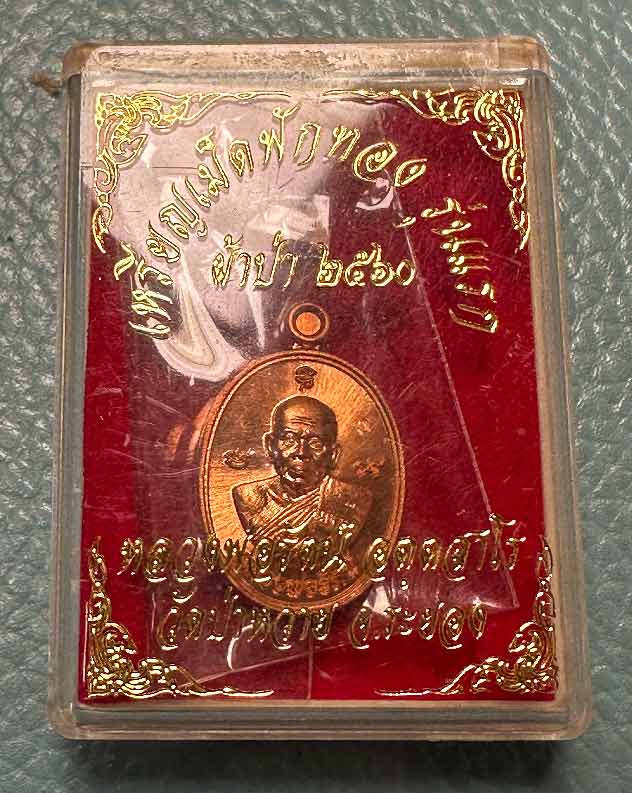 เหรียญเม็ดฟักทอง รุ่นแรก
ผ้าป่า ๒๕๖๐
หลวงพ่อรัตน์ อตฺตสาโร
วัดป่าหวาย จ.ระยอง